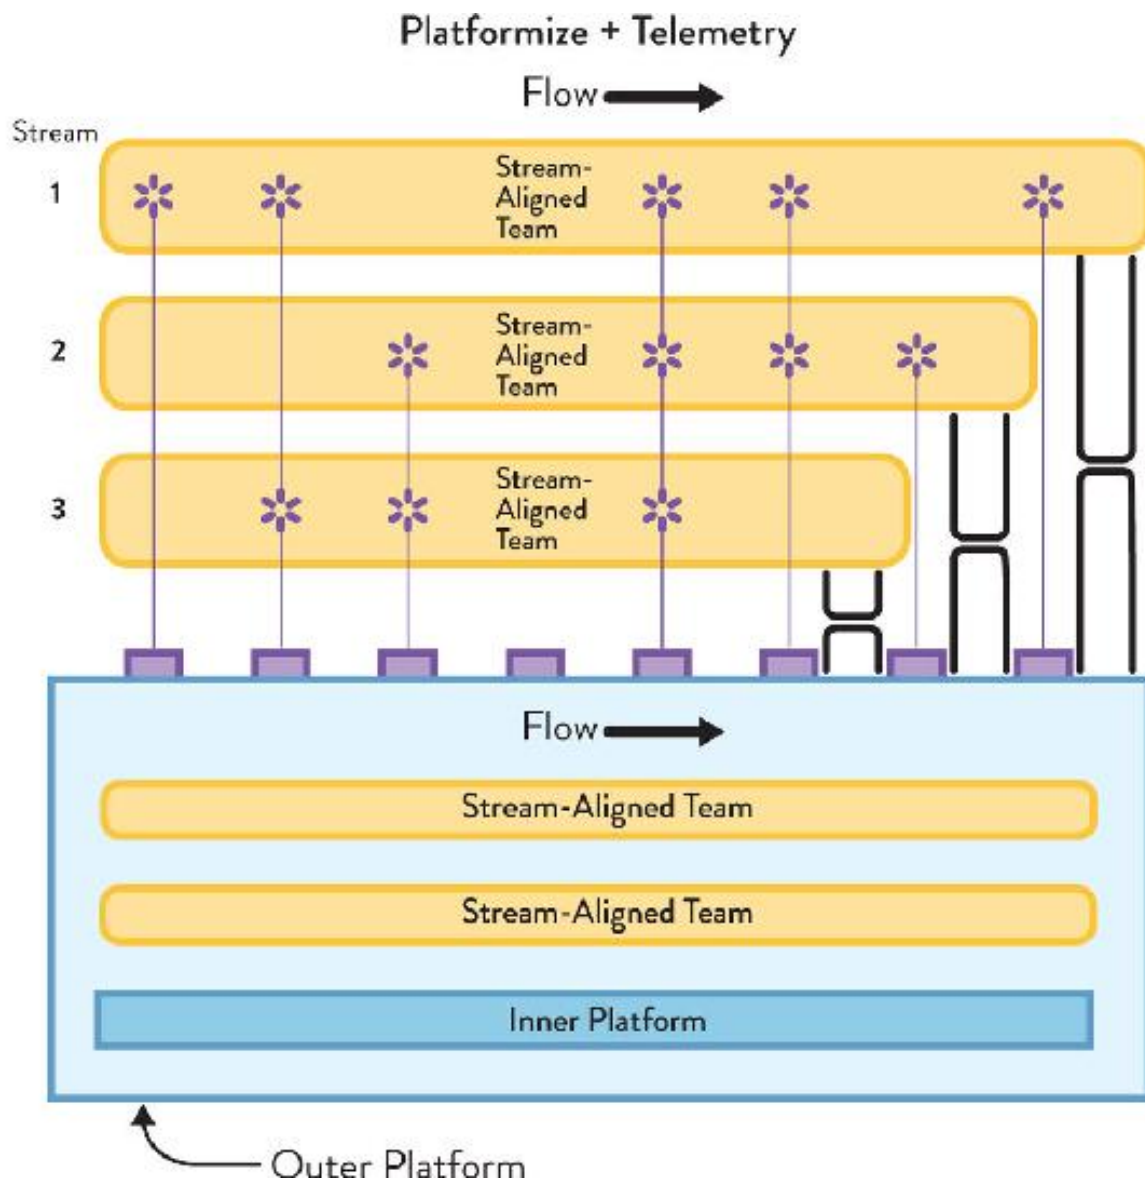 Platformize + Telemetry
Flow
Stream
1
Stream-
Aligned
Team
2
Stream-
Aligned
Team
3
Stream-
Aligned
Team
Flow
Stream-Aligned Team
Stream-Aligned Team
Inner Platform
Outer Platform